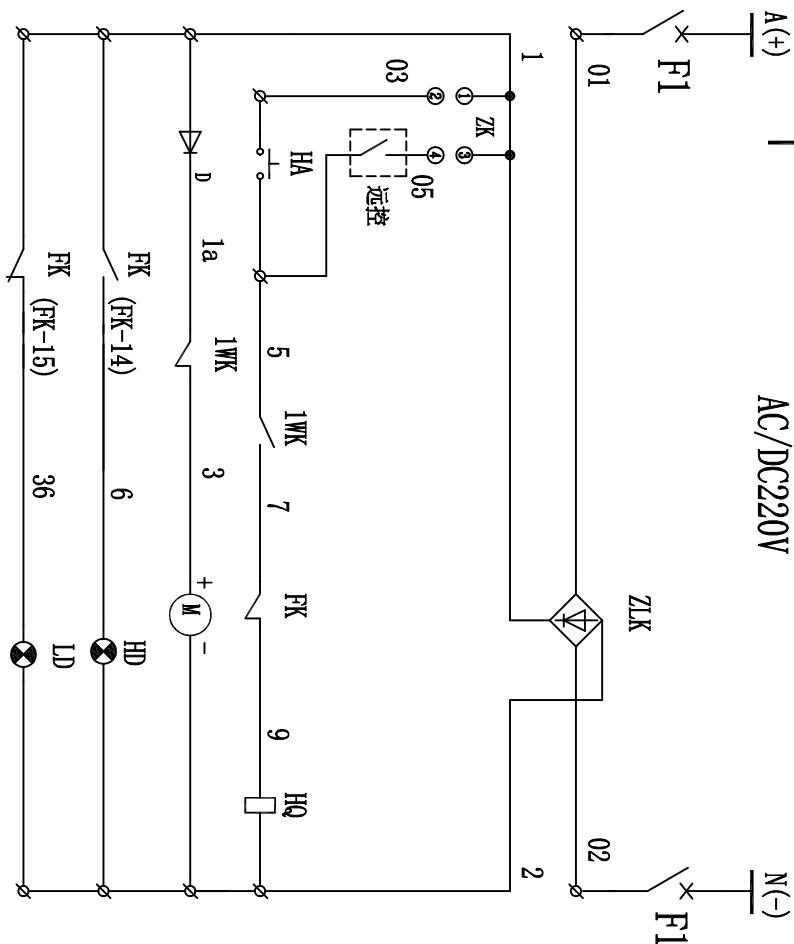 A(+)
F1
01
AC/DC220V
ZLK
02
F1
N(-)
1
2
03
2
1
ZK
4
3
05
远控
HA
5
1WK
7
FK
9
HQ
D
1a
1WK
3
+
M
-
FK
(FK-14)
6
HD
FK
(FK-15)
36
LD